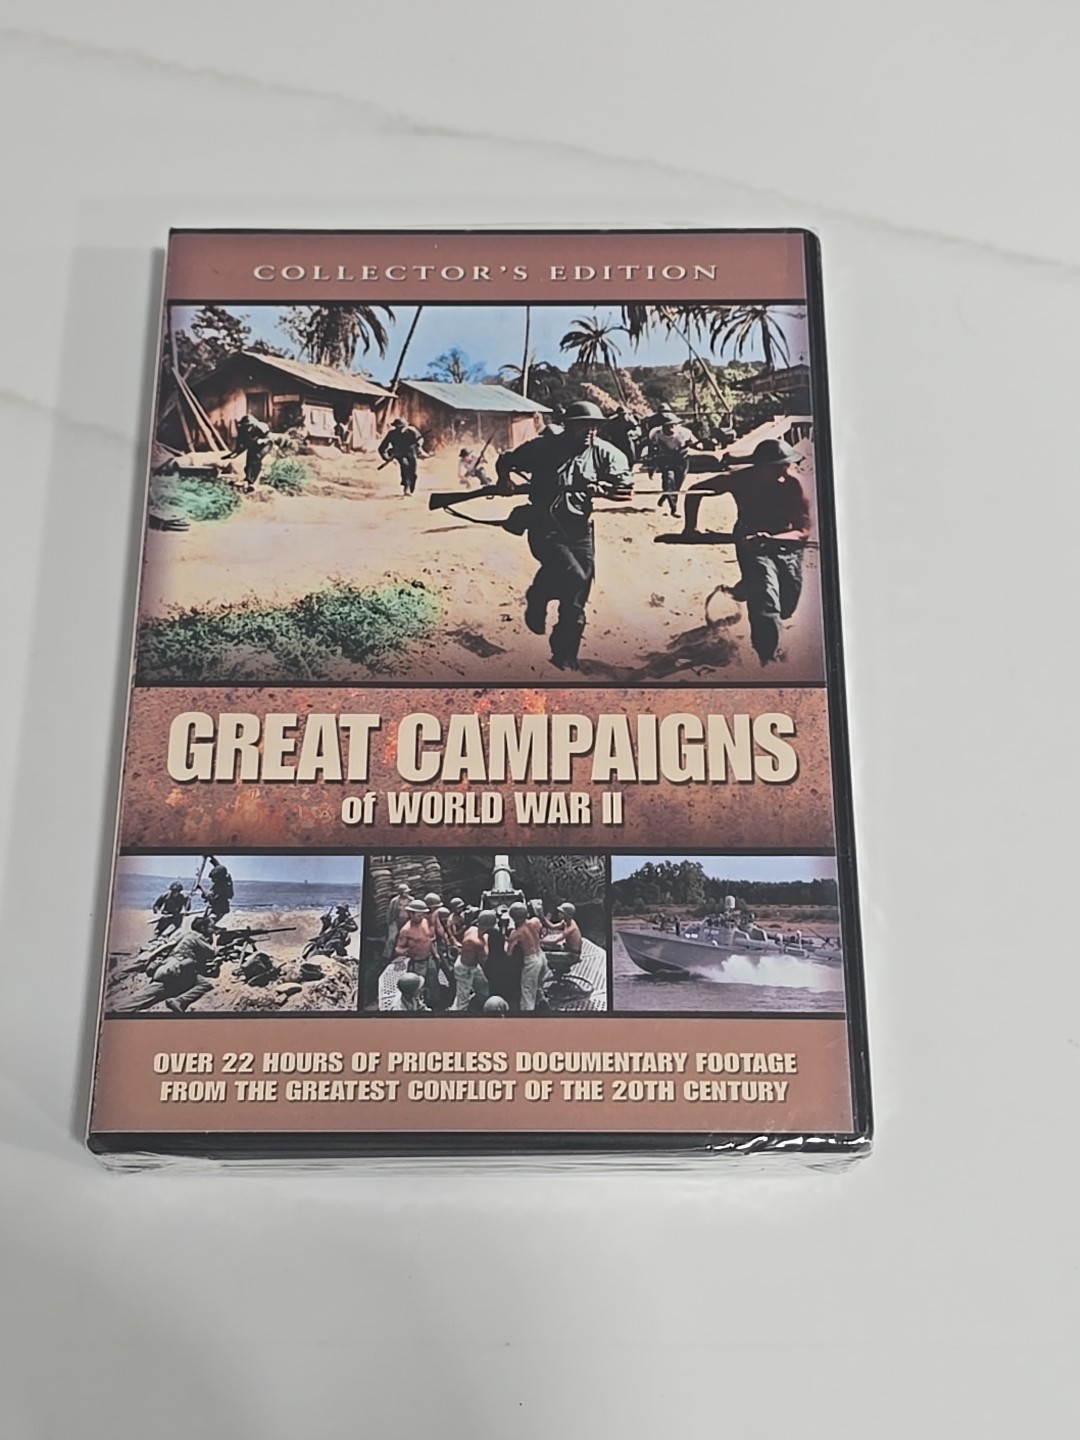 COLLECTOR'S EDITION
GREAT CAMPAIGNS
of WORLD WAR II
OVER 22 HOURS OF PRICELESS DOCUMENTARY FOOTAGE
FROM THE GREATEST CONFLICT OF THE 20TH CENTURY